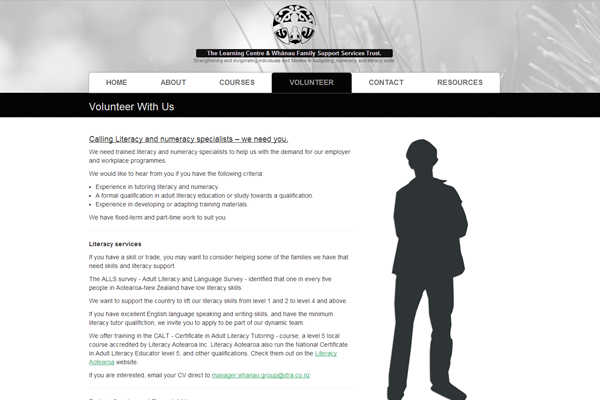 The Learning Centre & Whānau Family Support Services Trust.
Strengthening and invigorating individuals and families in budgeting, numeracy and literacy skills.
HOME ABOUT COURSES VOLUNTEER CONTACT RESOURCES
Volunteer With Us
Calling Literacy and numeracy specialists – we need you.
We need trained literacy and numeracy specialists to help us with the demand for our employer
and workplace programmes.
We would like to hear from you if you have the following criteria:
• Experience in tutoring literacy and numeracy
• A formal qualification in adult literacy education or study towards a qualification.
• Experience in developing or adapting training materials
We have fixed-term and part-time work to suit you.
Literacy services
If you have a skill or trade, you may want to consider helping some of the families we have that
need skills and literacy support.
The ALLS survey - Adult Literacy and Language Survey - identfied that one in every five
people in Aotearoa-New Zealand have low literacy skills.
We want to support the country to lift our literacy skills from level 1 and 2 to level 4 and above.
If you have excellent English language speaking and writing skills, and have the minimum
literacy tutor qualifiction, we invite you to apply to be part of our dynamic team.
We offer training in the CALT - Certificate in Adult Literacy Tutoring - course, a level 5 local
course accredited by Literacy Aotearoa Inc. Literacy Aotearoa also run the National Certificate
in Adult Literacy Educator level 5, and other qualifications. Check them out on the Literacy
Aotearoa website.
If you are interested, email your CV direct to manager.whanau.group@xtra.co.nz